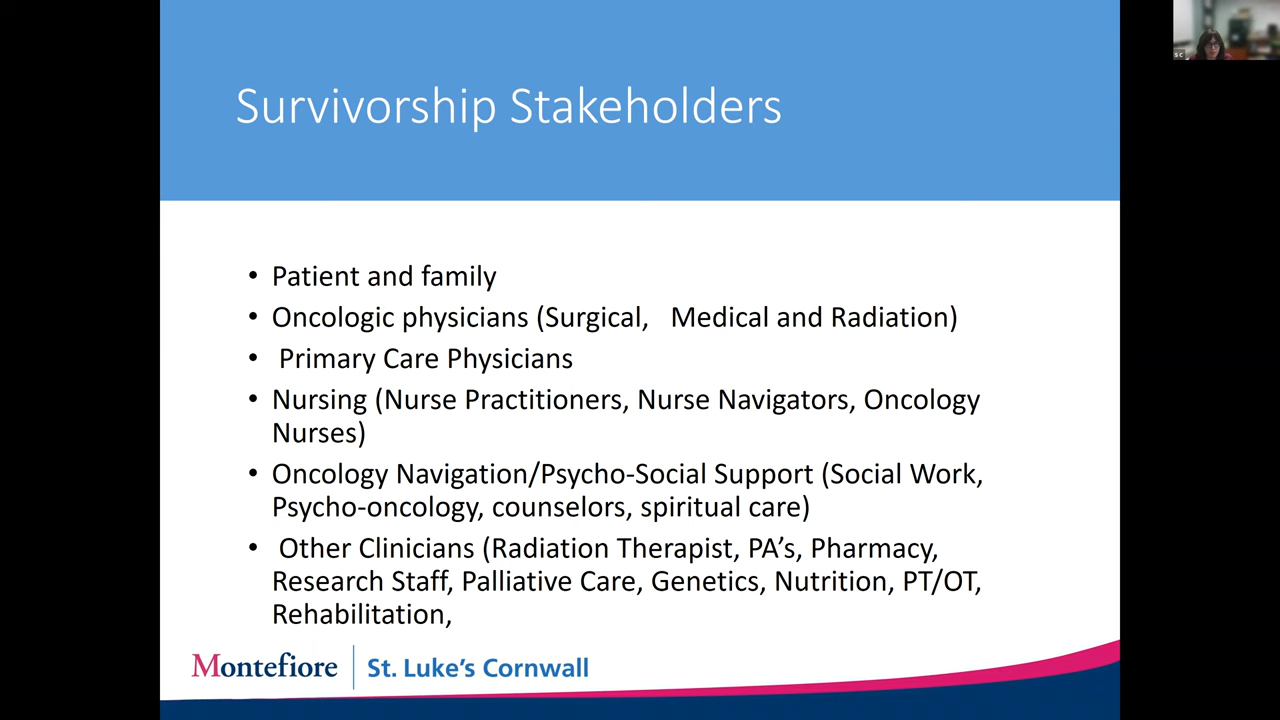 Survivorship Stakeholders
• Patient and family
• Oncologic physicians (Surgical,   Medical and Radiation)
•  Primary Care Physicians
• Nursing (Nurse Practitioners, Nurse Navigators, Oncology
Nurses)
• Oncology Navigation/Psycho-Social Support (Social Work,
Psycho-oncology, counselors, spiritual care)
•  Other Clinicians (Radiation Therapist, PA’s, Pharmacy,
Research Staff, Palliative Care, Genetics, Nutrition, PT/OT,
Rehabilitation,
Montefiore | St. Luke’s Cornwall